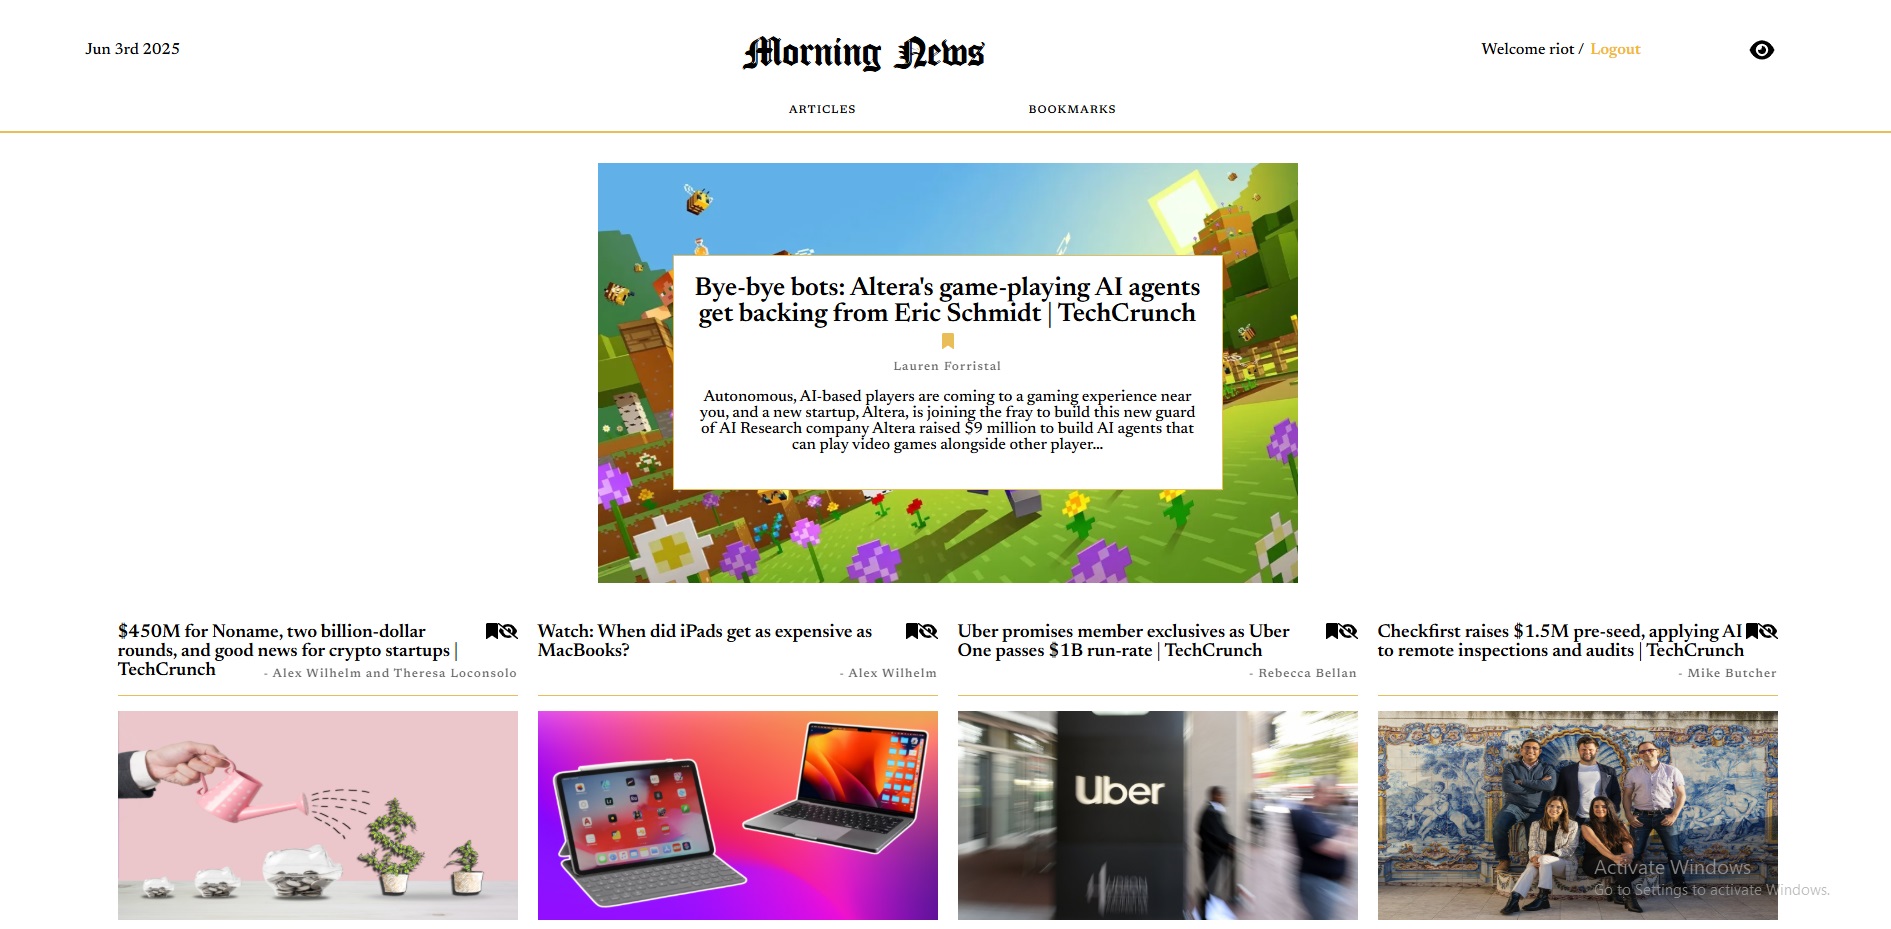 Jun 3rd 2025
Morning News
Welcome riot / Logout
ARTICLES
BOOKMARKS
Bye-bye bots: Altera's game-playing AI agents
get backing from Eric Schmidt | TechCrunch
Lauren Forristal
Autonomous, AI-based players are coming to a gaming experience near
you, and a new startup, Altera, is joining the fray to build this new guard
of AI Research company Altera raised $9 million to build AI agents that
can play video games alongside other player...
$450M for Noname, two billion-dollar
rounds, and good news for crypto startups |
TechCrunch
- Alex Wilhelm and Theresa Loconsolo
Watch: When did iPads get as expensive as
MacBooks?
- Alex Wilhelm
Uber promises member exclusives as Uber
One passes $1B run-rate | TechCrunch
- Rebecca Bellan
Checkfirst raises $1.5M pre-seed, applying AI
to remote inspections and audits | TechCrunch
- Mike Butcher
Uber
Activate Windows
Go to Settings to activate Windows.